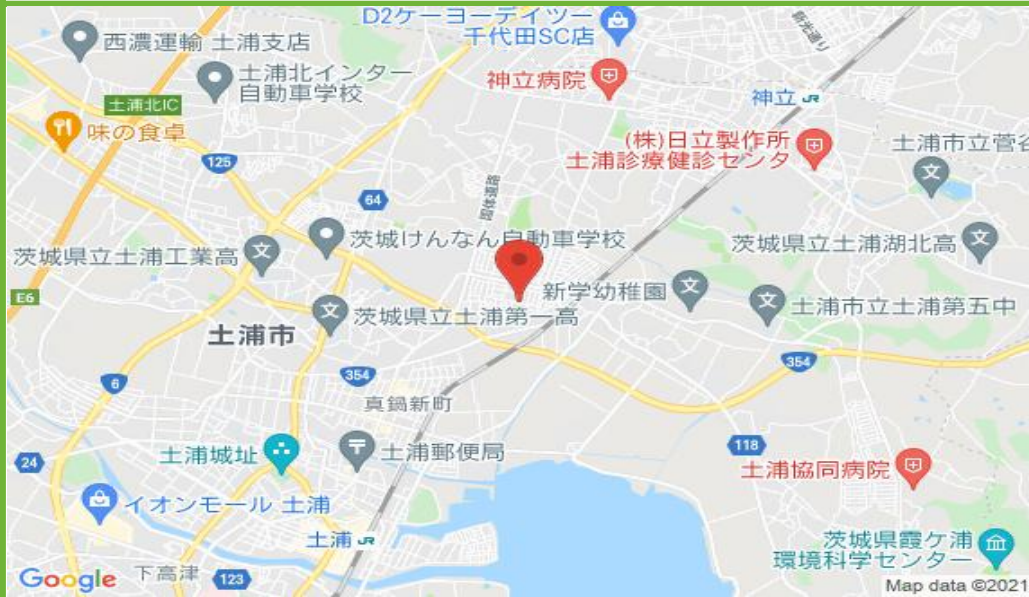 D2ケーヨーデイツー
千代田SC店
新光通り
西濃運輸 土浦支店
土浦北インター
自動車学校
神立病院
神立 JR
土浦北IC
味の食卓
125
(株)日立製作所
土浦診療健診センタ
土浦市立菅谷
64
国体道路
茨城けんなん自動車学校
茨城県立土浦工業高
茨城県立土浦湖北高
E6
新学幼稚園
土浦市立土浦第五中
茨城県立土浦第一高
土浦市
354
354
6
真鍋新町
118
土浦城址
土浦郵便局
24
土浦協同病院
イオンモール 土浦
土浦 JR
茨城県霞ケ浦
環境科学センター
Google
下高津
123
Map data ©2021